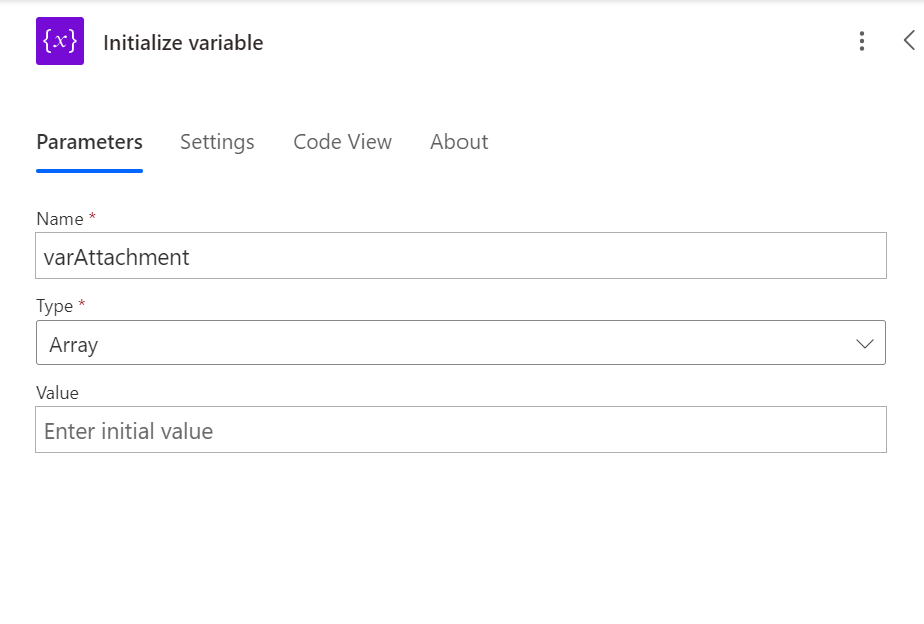 {x} Initialize variable
Parameters Settings Code View About
Name *
varAttachment
Type *
Array
Value
Enter initial value